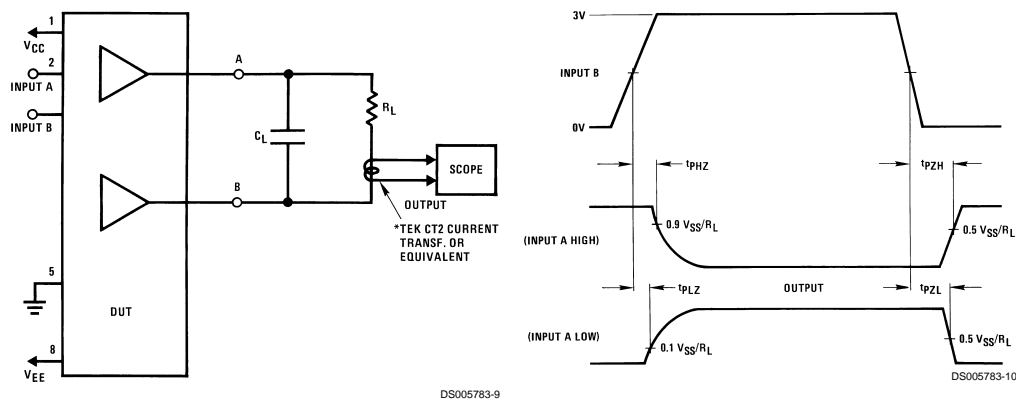 1
VCC
2
INPUT A
INPUT B
5
8
VEE
DUT
A
CL
RL
B
SCOPE
OUTPUT
*TEK CT2 CURRENT
TRANSF. OR
EQUIVALENT
DS005783-9
3V
INPUT B
0V
tPHZ
tPZH
(INPUT A HIGH)
0.9 VSS/RL
0.5 VSS/RL
tPLZ
OUTPUT
tPZL
(INPUT A LOW)
0.1 VSS/RL
0.5 VSS/RL
DS005783-10